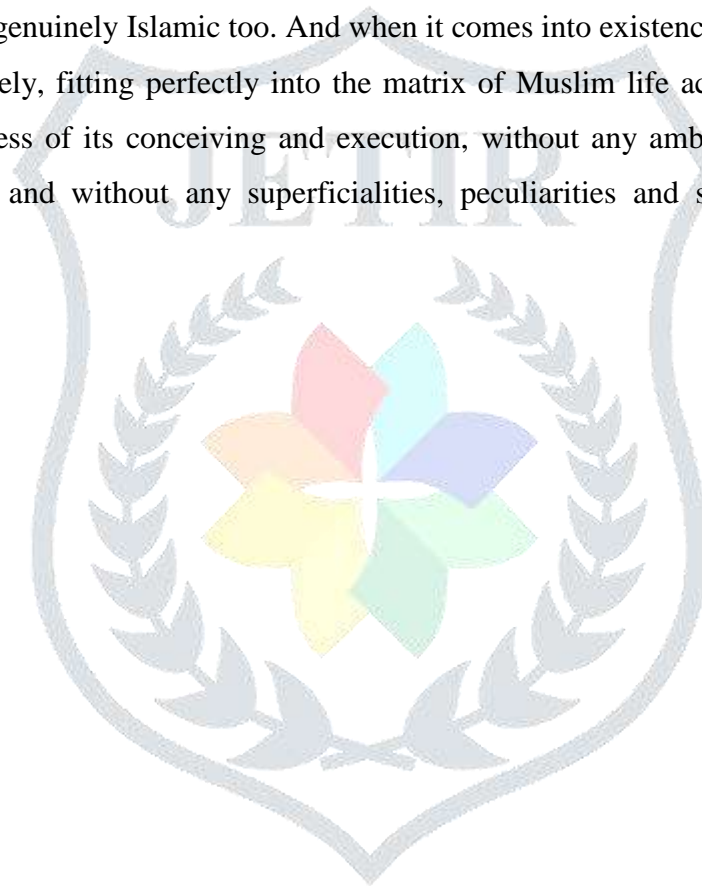 genuinely Islamic too. And when it comes into existenc
ely, fitting perfectly into the matrix of Muslim life ac
ess of its conceiving and execution, without any amb
and without any superficialities, peculiarities and s
JETIR